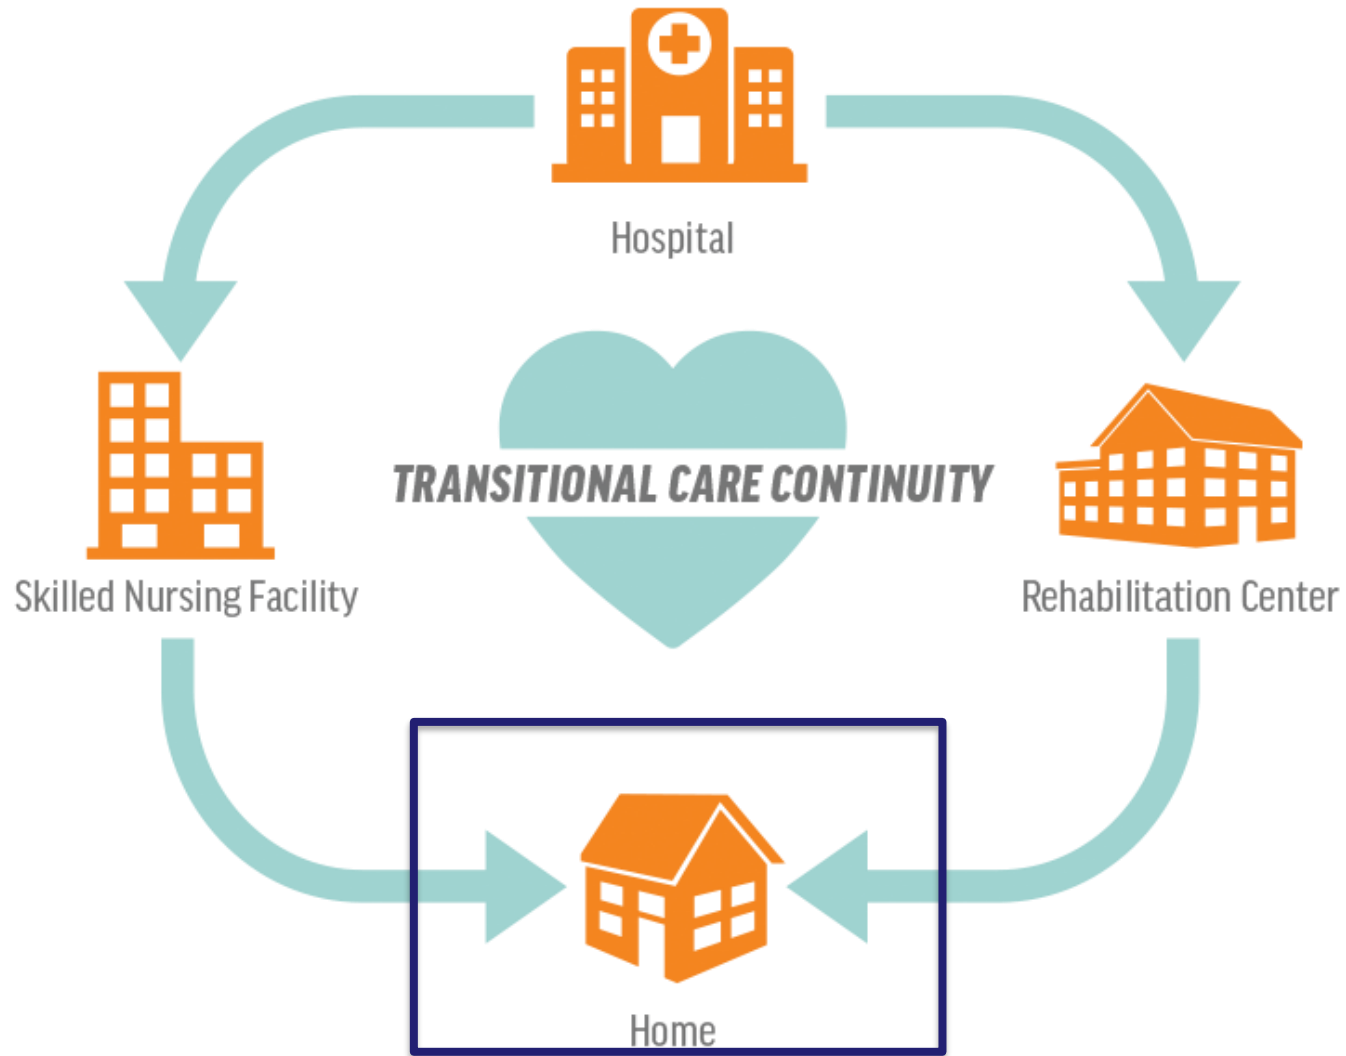 Hospital
TRANSITIONAL CARE CONTINUITY
Skilled Nursing Facility
Rehabilitation Center
Home